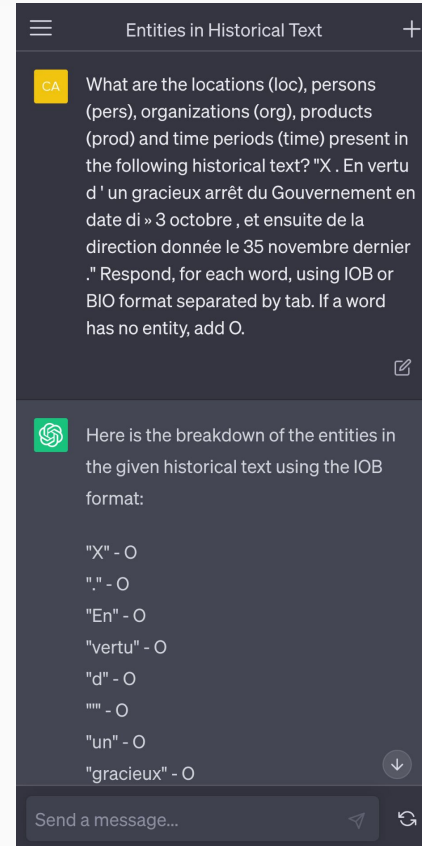 Entities in Historical Text
CA
What are the locations (loc), persons
(pers), organizations (org), products
(prod) and time periods (time) present in
the following historical text? "X . En vertu
d ' un gracieux arrêt du Gouvernement en
date di » 3 octobre , et ensuite de la
direction donnée le 35 novembre dernier
." Respond, for each word, using IOB or
BIO format separated by tab. If a word
has no entity, add O.
Here is the breakdown of the entities in
the given historical text using the IOB
format:
"X" - O
"." - O
"En" - O
"vertu" - O
"d" - O
"'" - O
"un" - O
"gracieux" - O
Send a message...